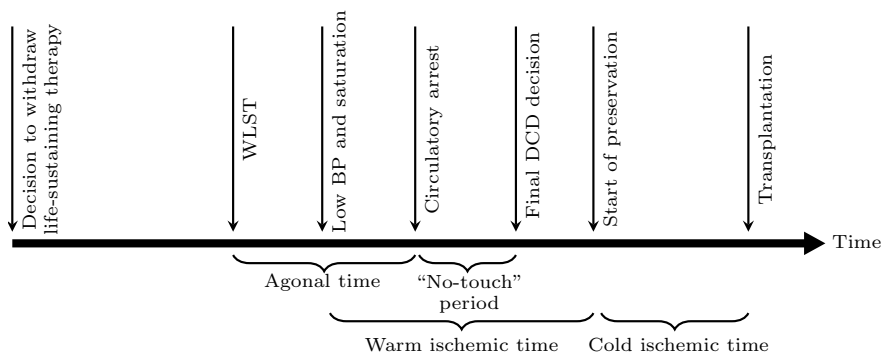 Decision to withdraw
life-sustaining therapy
WLST
Low BP and saturation
Circulatory arrest
Final DCD decision
Start of preservation
Transplantation
Time
Agonal time
“No-touch”
period
Warm ischemic time
Cold ischemic time